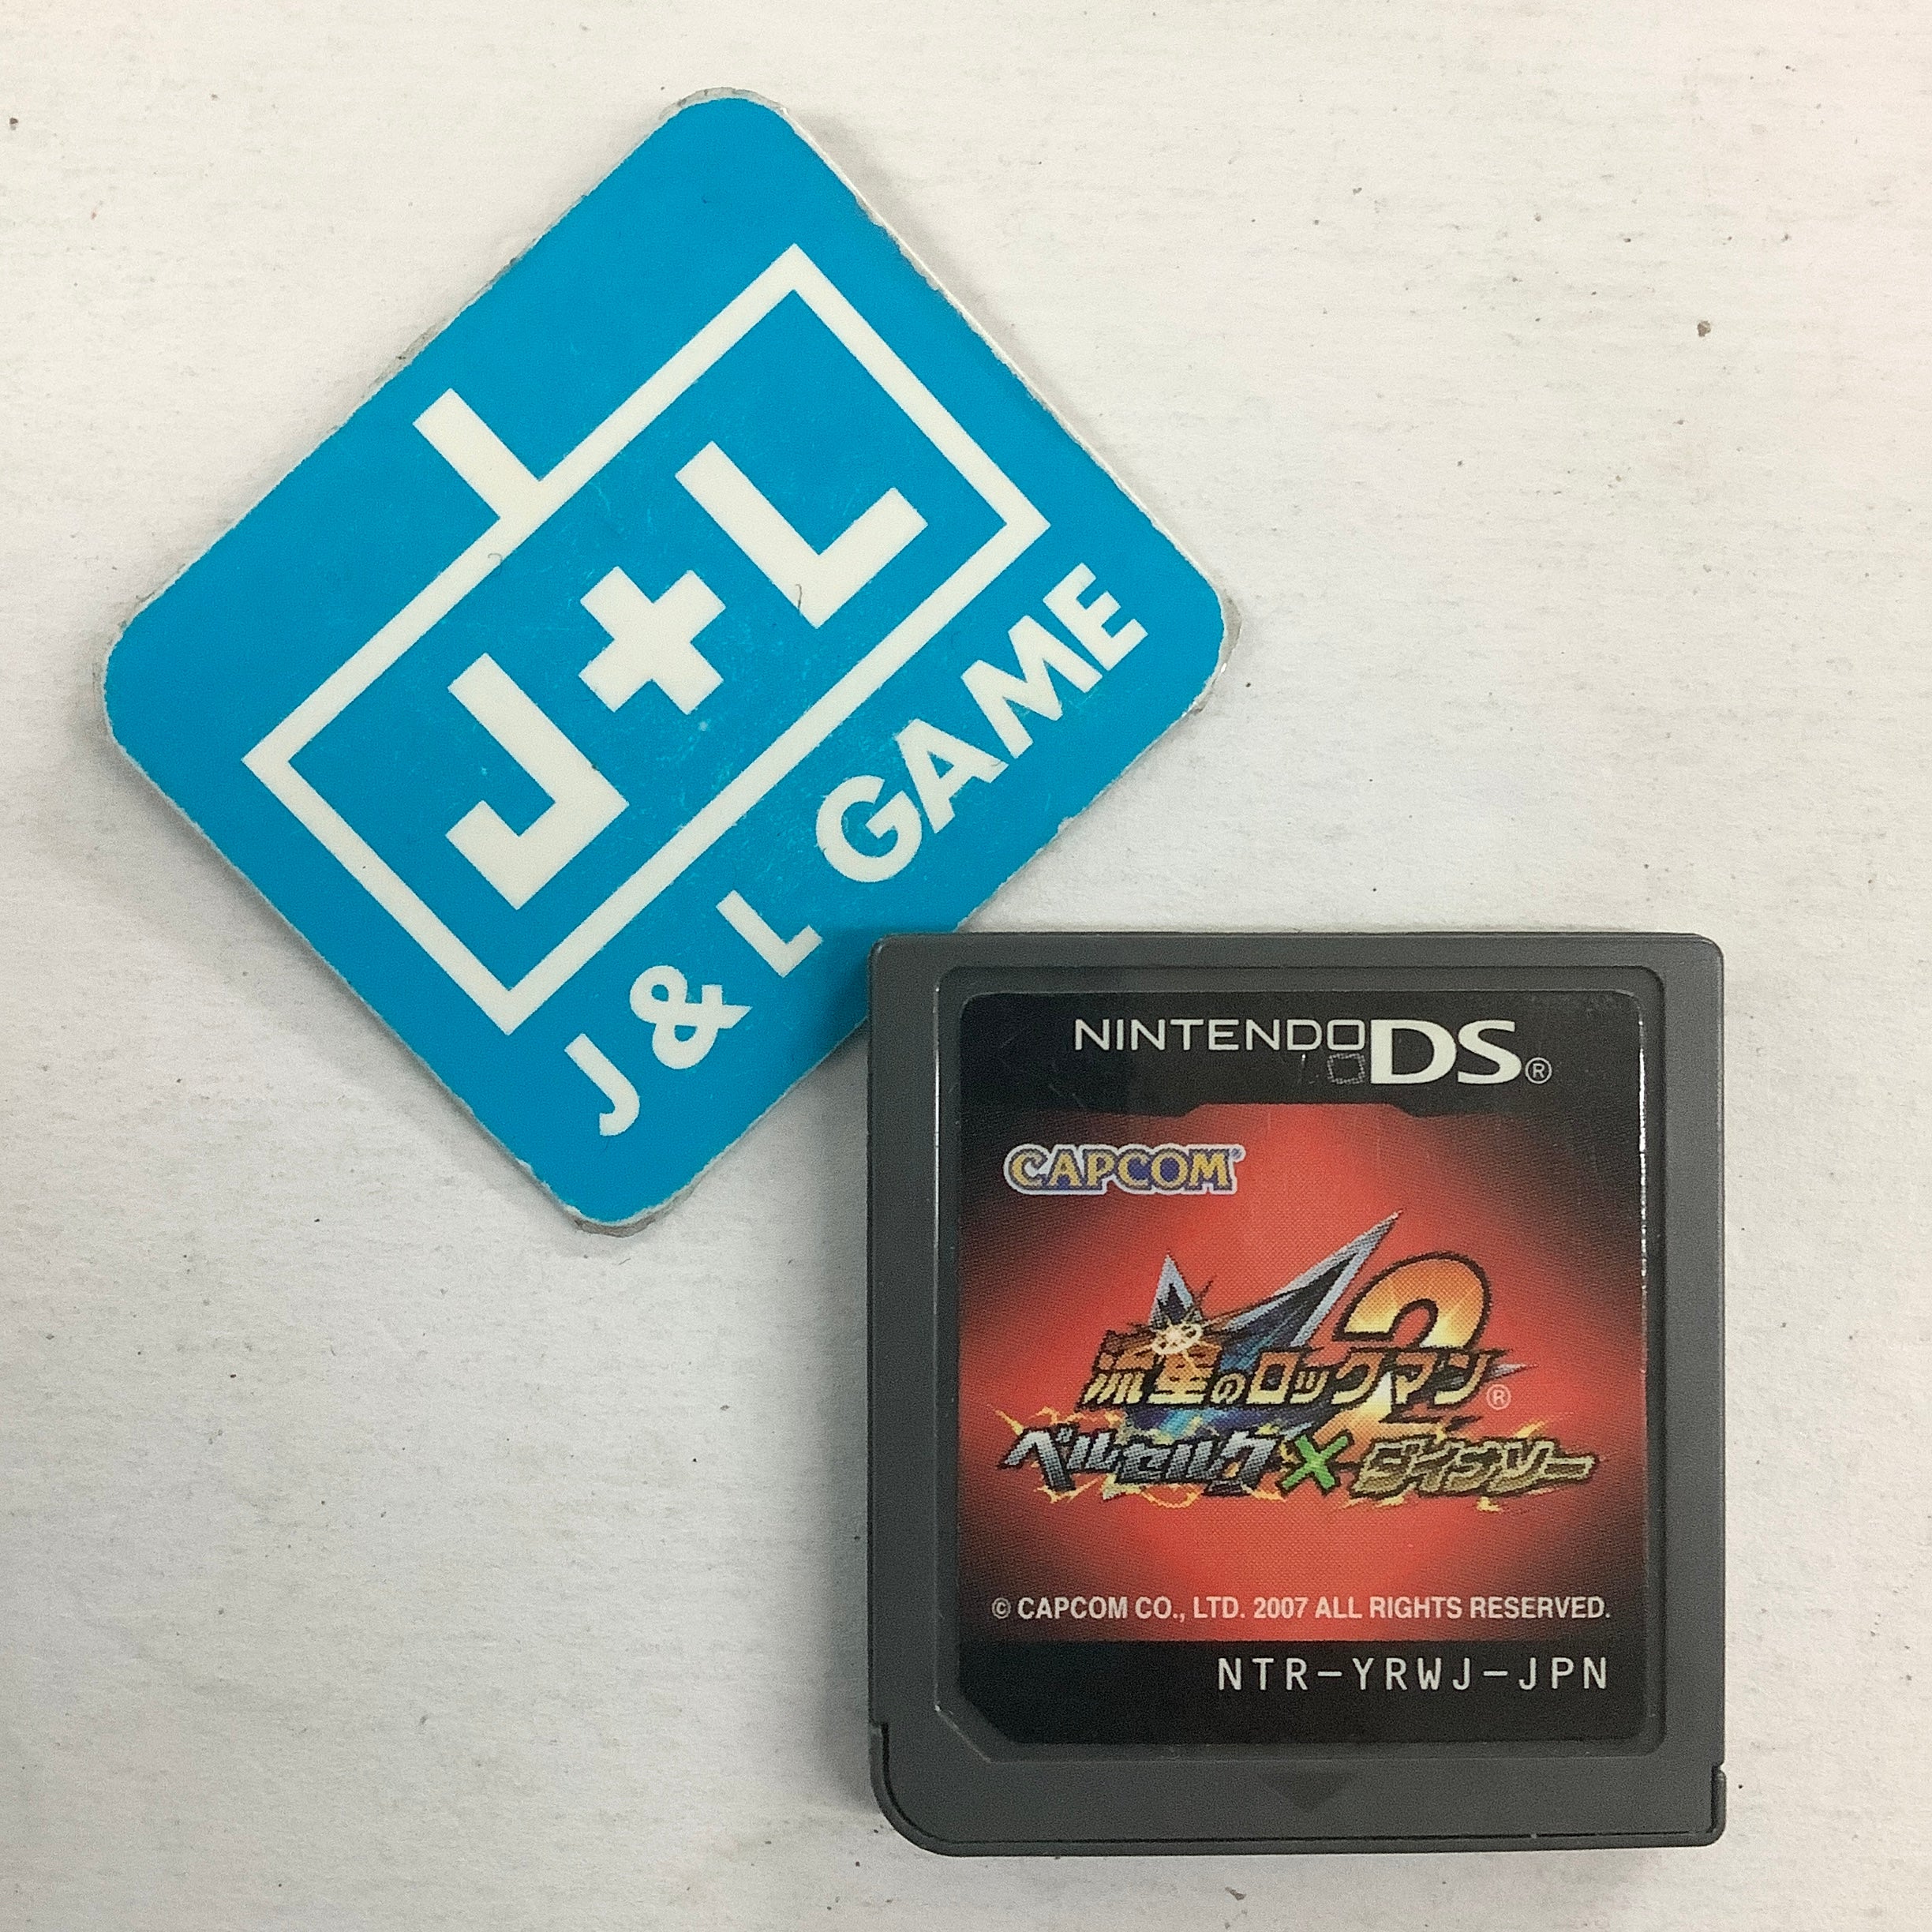 J+L
J & L GAME
NINTENDO DS®
CAPCOM®
流星のロックマン2®
ベルセルク×ダイナソー
© CAPCOM CO., LTD. 2007 ALL RIGHTS RESERVED.
NTR-YRWJ-JPN